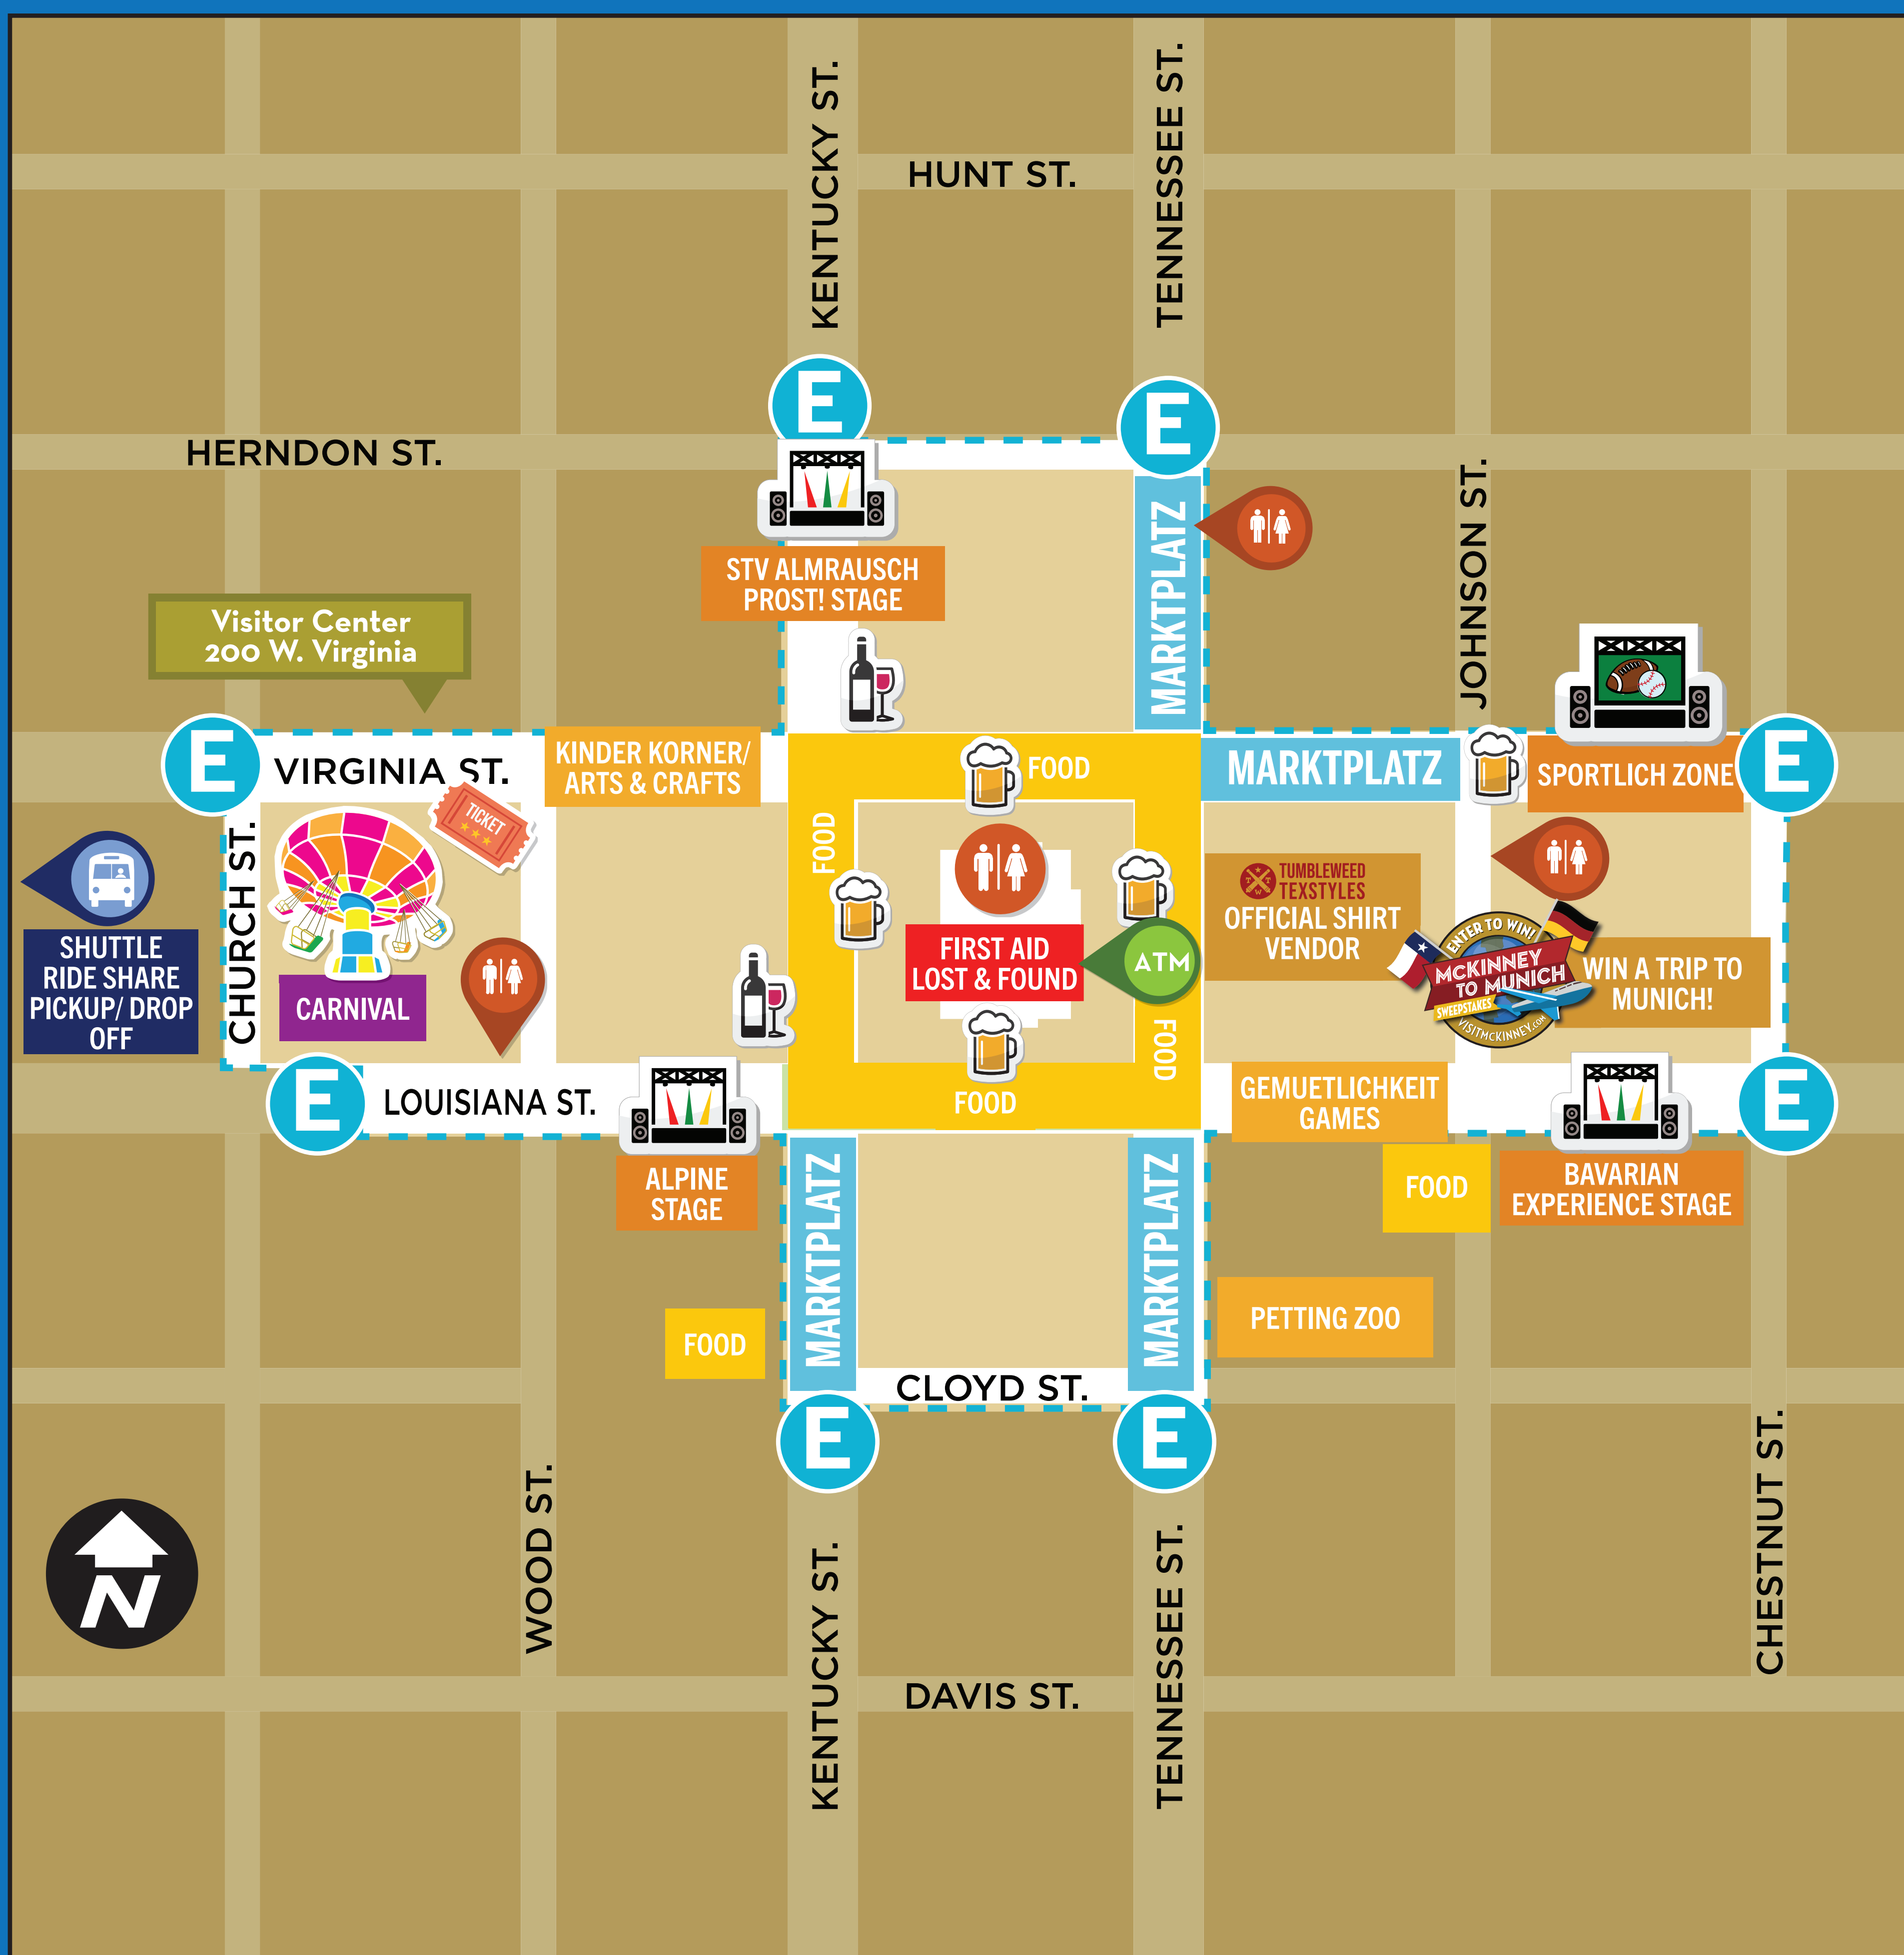 KENTUCKY ST.
TENNESSEE ST.
HUNT ST.
E
E
HERNDON ST.
JOHNSON ST.
MARKTPLATZ
STV ALMRAUSCH
PROST! STAGE
Visitor Center
200 W. Virginia
E
VIRGINIA ST.
KINDER KORNER/
ARTS & CRAFTS
FOOD
MARKTPLATZ
SPORTLICH ZONE
E
TICKET
CHURCH ST.
FOOD
TUMBLEWEED
TEXSTYLES
OFFICIAL SHIRT
VENDOR
SHUTTLE
RIDE SHARE
PICKUP/ DROP
OFF
CARNIVAL
FIRST AID
LOST & FOUND
ATM
ENTER TO WIN!
MCKINNEY
TO MUNICH
SWEEPSTAKES
VISITMCKINNEY.COM
WIN A TRIP TO
MUNICH!
FOOD
E
LOUISIANA ST.
FOOD
GEMUETLICHKEIT
GAMES
E
ALPINE
STAGE
MARKTPLATZ
MARKTPLATZ
FOOD
BAVARIAN
EXPERIENCE STAGE
FOOD
PETTING ZOO
CLOYD ST.
E
E
CHESTNUT ST.
WOOD ST.
N
KENTUCKY ST.
TENNESSEE ST.
DAVIS ST.